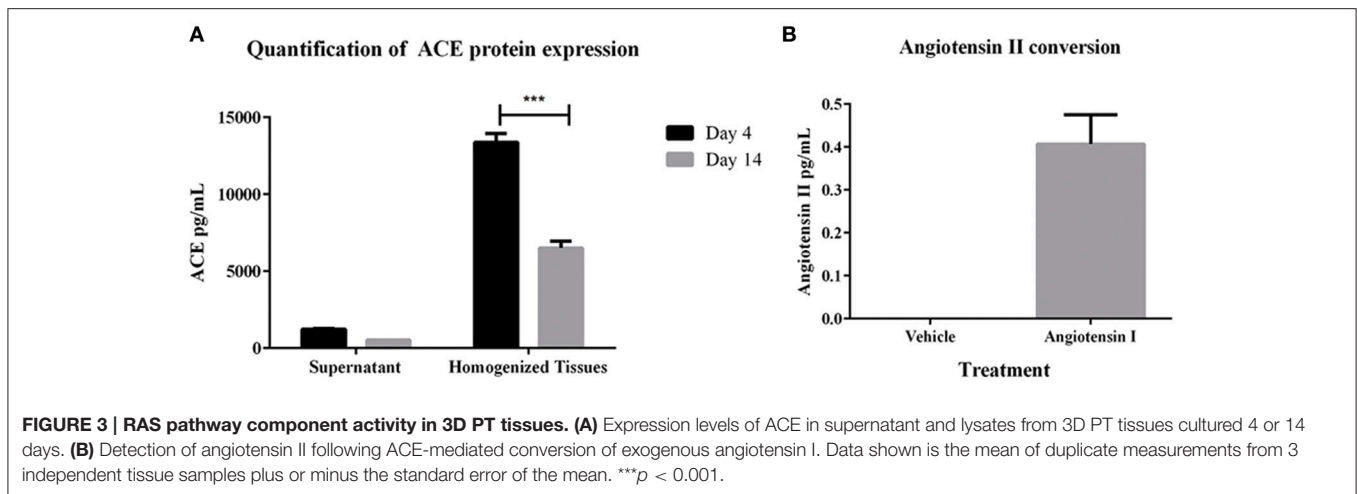 A
Quantification of ACE protein expression
ACE pg/mL
15000
10000
5000
0
***
Supernatant
Homogenized Tissues
Day 4
Day 14
B
Angiotensin II conversion
Angiotensin II pg/mL
0.5
0.4
0.3
0.2
0.1
0.0
Vehicle
Angiotensin I
Treatment
FIGURE 3 | RAS pathway component activity in 3D PT tissues. (A) Expression levels of ACE in supernatant and lysates from 3D PT tissues cultured 4 or 14
days. (B) Detection of angiotensin II following ACE-mediated conversion of exogenous angiotensin I. Data shown is the mean of duplicate measurements from 3
independent tissue samples plus or minus the standard error of the mean. ***p < 0.001.